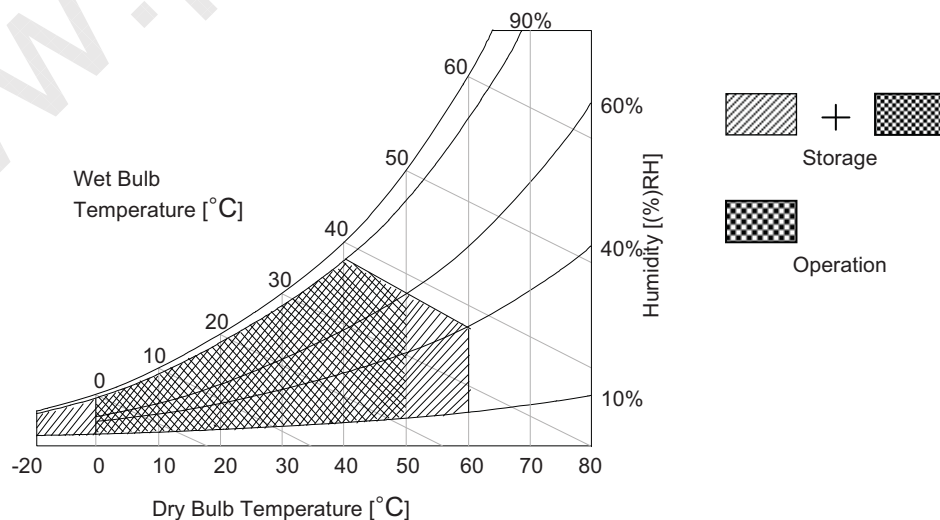 90%
60
60%
50
Wet Bulb
Temperature [°C]
40
40%
30
20
10
0
10%
Humidity [(%)RH]
-20 0 10 20 30 40 50 60 70 80
Dry Bulb Temperature [°C]
+
Storage
Operation